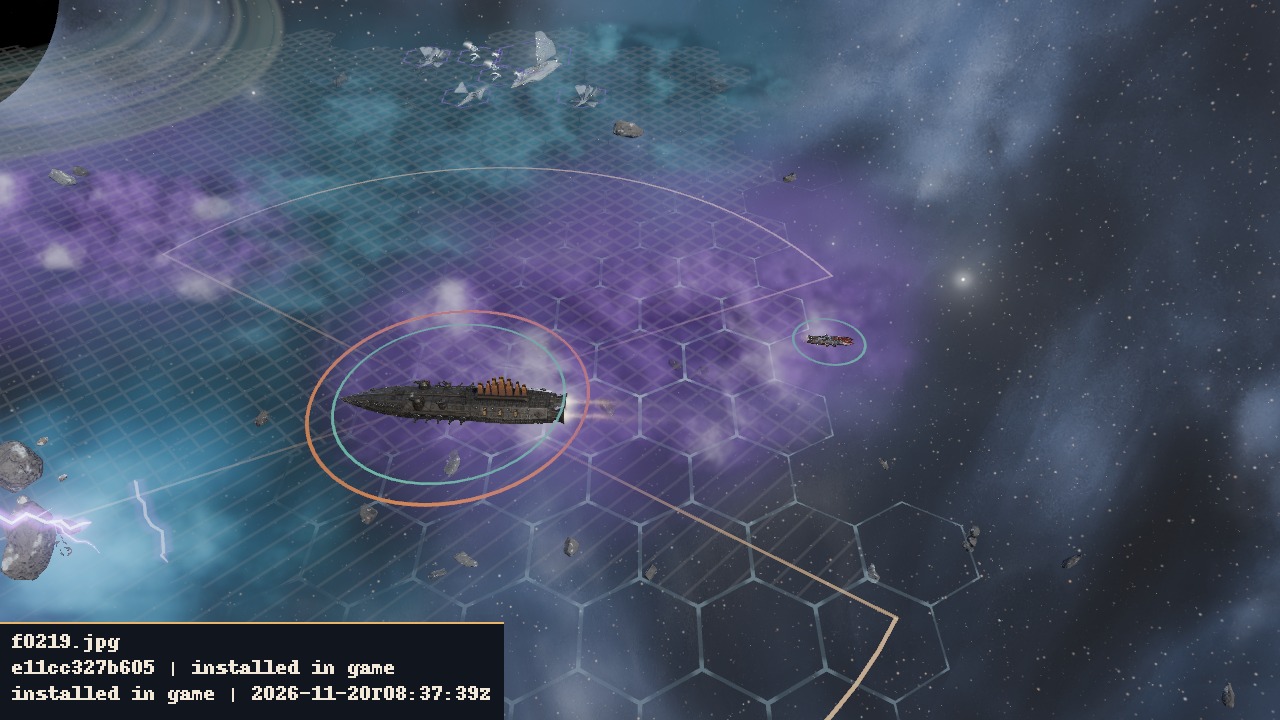 f0219.jpg
e11cc327b605 | installed in game
installed in game | 2026-11-20T08:37:39Z